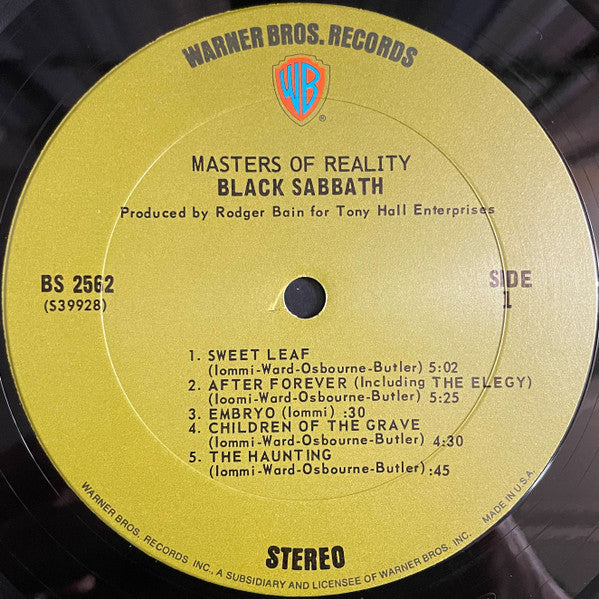 WARNER BROS. RECORDS
WB
®
MASTERS OF REALITY
BLACK SABBATH
Produced by Rodger Bain for Tony Hall Enterprises
BS 2562
(S39928)
SIDE
1
1. SWEET LEAF
(Iommi-Ward-Osbourne-Butler) 5:02
2. AFTER FOREVER (Including THE ELEGY)
(Ioomi-Ward-Osbourne-Butler) 5:25
3. EMBRYO (Iommi) :30
4. CHILDREN OF THE GRAVE
(Iommi-Ward-Osbourne-Butler) 4:30
5. THE HAUNTING
(Iommi-Ward-Osbourne-Butler) :45
STEREO
WARNER BROS. RECORDS INC., A SUBSIDIARY AND LICENSEE OF WARNER BROS. INC. MADE IN U.S.A.